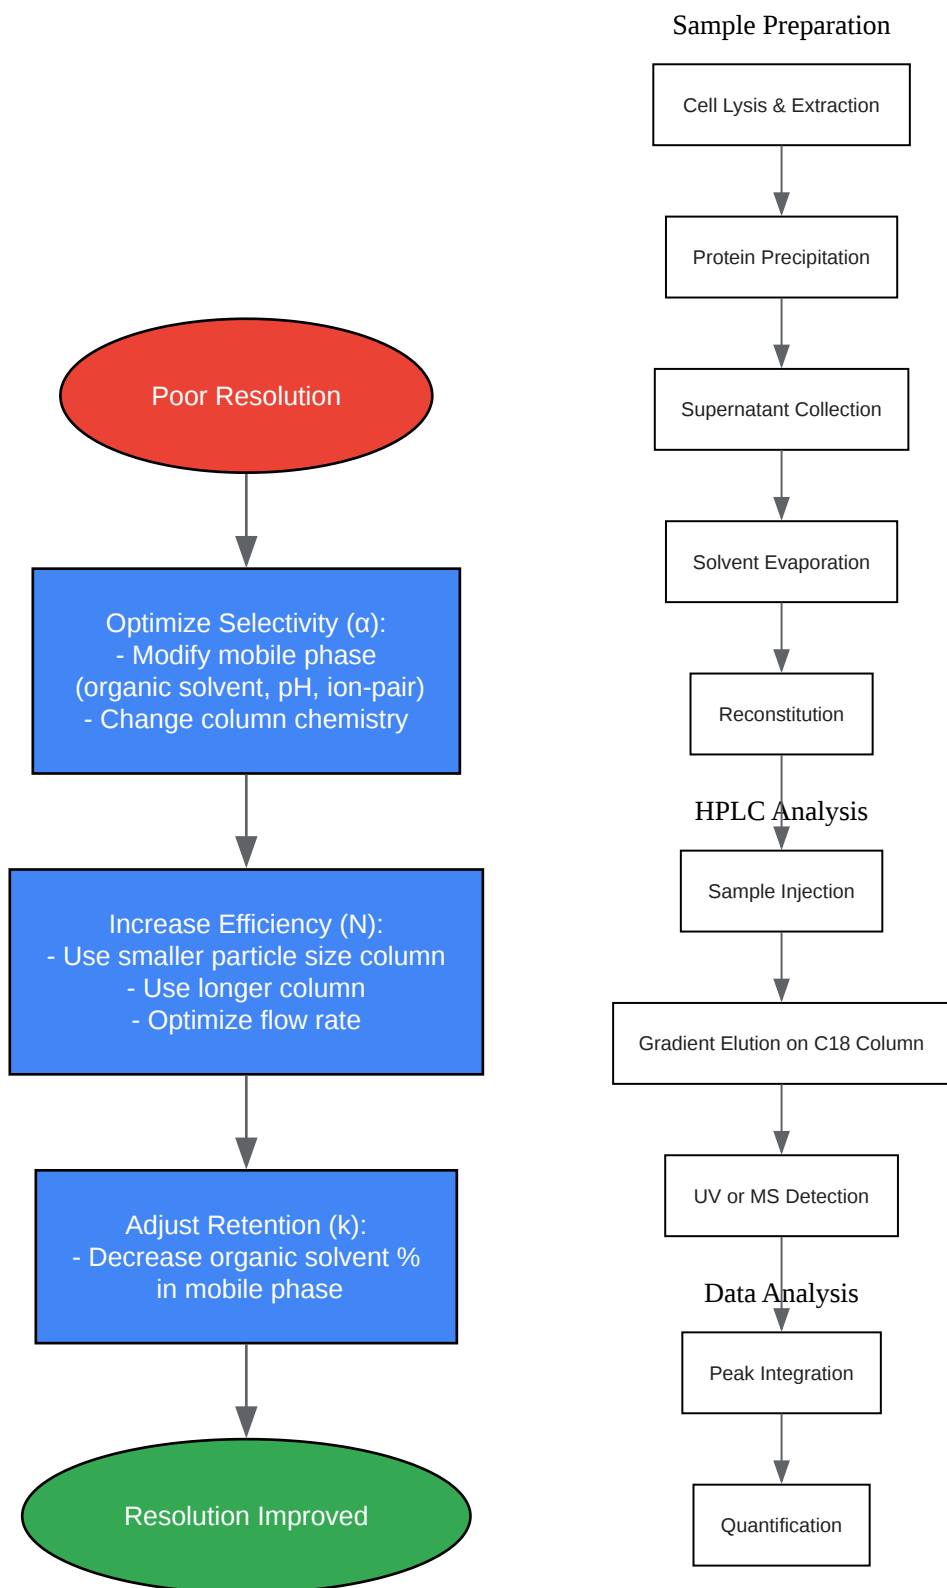 Poor Resolution
Optimize Selectivity (α):
- Modify mobile phase
(organic solvent, pH, ion-pair)
- Change column chemistry
Increase Efficiency (N):
- Use smaller particle size column
- Use longer column
- Optimize flow rate
Adjust Retention (k):
- Decrease organic solvent %
in mobile phase
Resolution Improved
Sample Preparation
Cell Lysis & Extraction
Protein Precipitation
Supernatant Collection
Solvent Evaporation
Reconstitution
HPLC Analysis
Sample Injection
Gradient Elution on C18 Column
UV or MS Detection
Data Analysis
Peak Integration
Quantification